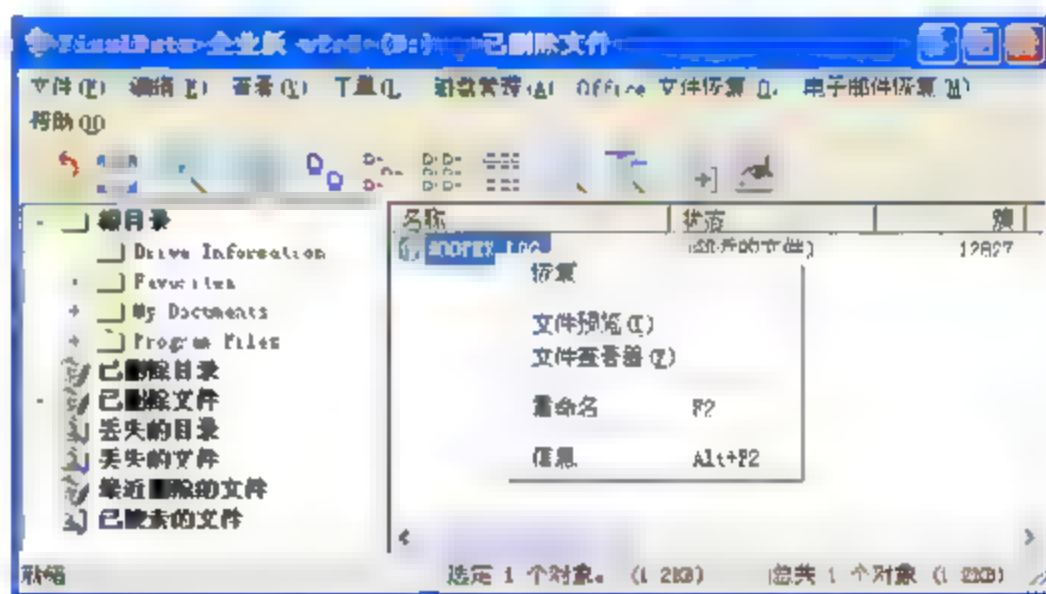 企业版 已删除文件
文件(F) 编辑(E) 查看(V) 工具(L Office 文件恢复(O. 电子邮件恢复(M)
帮助(H)
名称 状态
根目录
Drive Information
Favorites
My Documents
Program Files
已删除目录
已删除文件
丢失的目录
丢失的文件
最近删除的文件
已搜索的文件
12827
恢复
文件预览(I)
文件查看器(F)
重命名 F2
信息 Alt+F2
就绪 选定 1 个对象。 (1 2KB) 总共 1 个对象 (1 2KB)